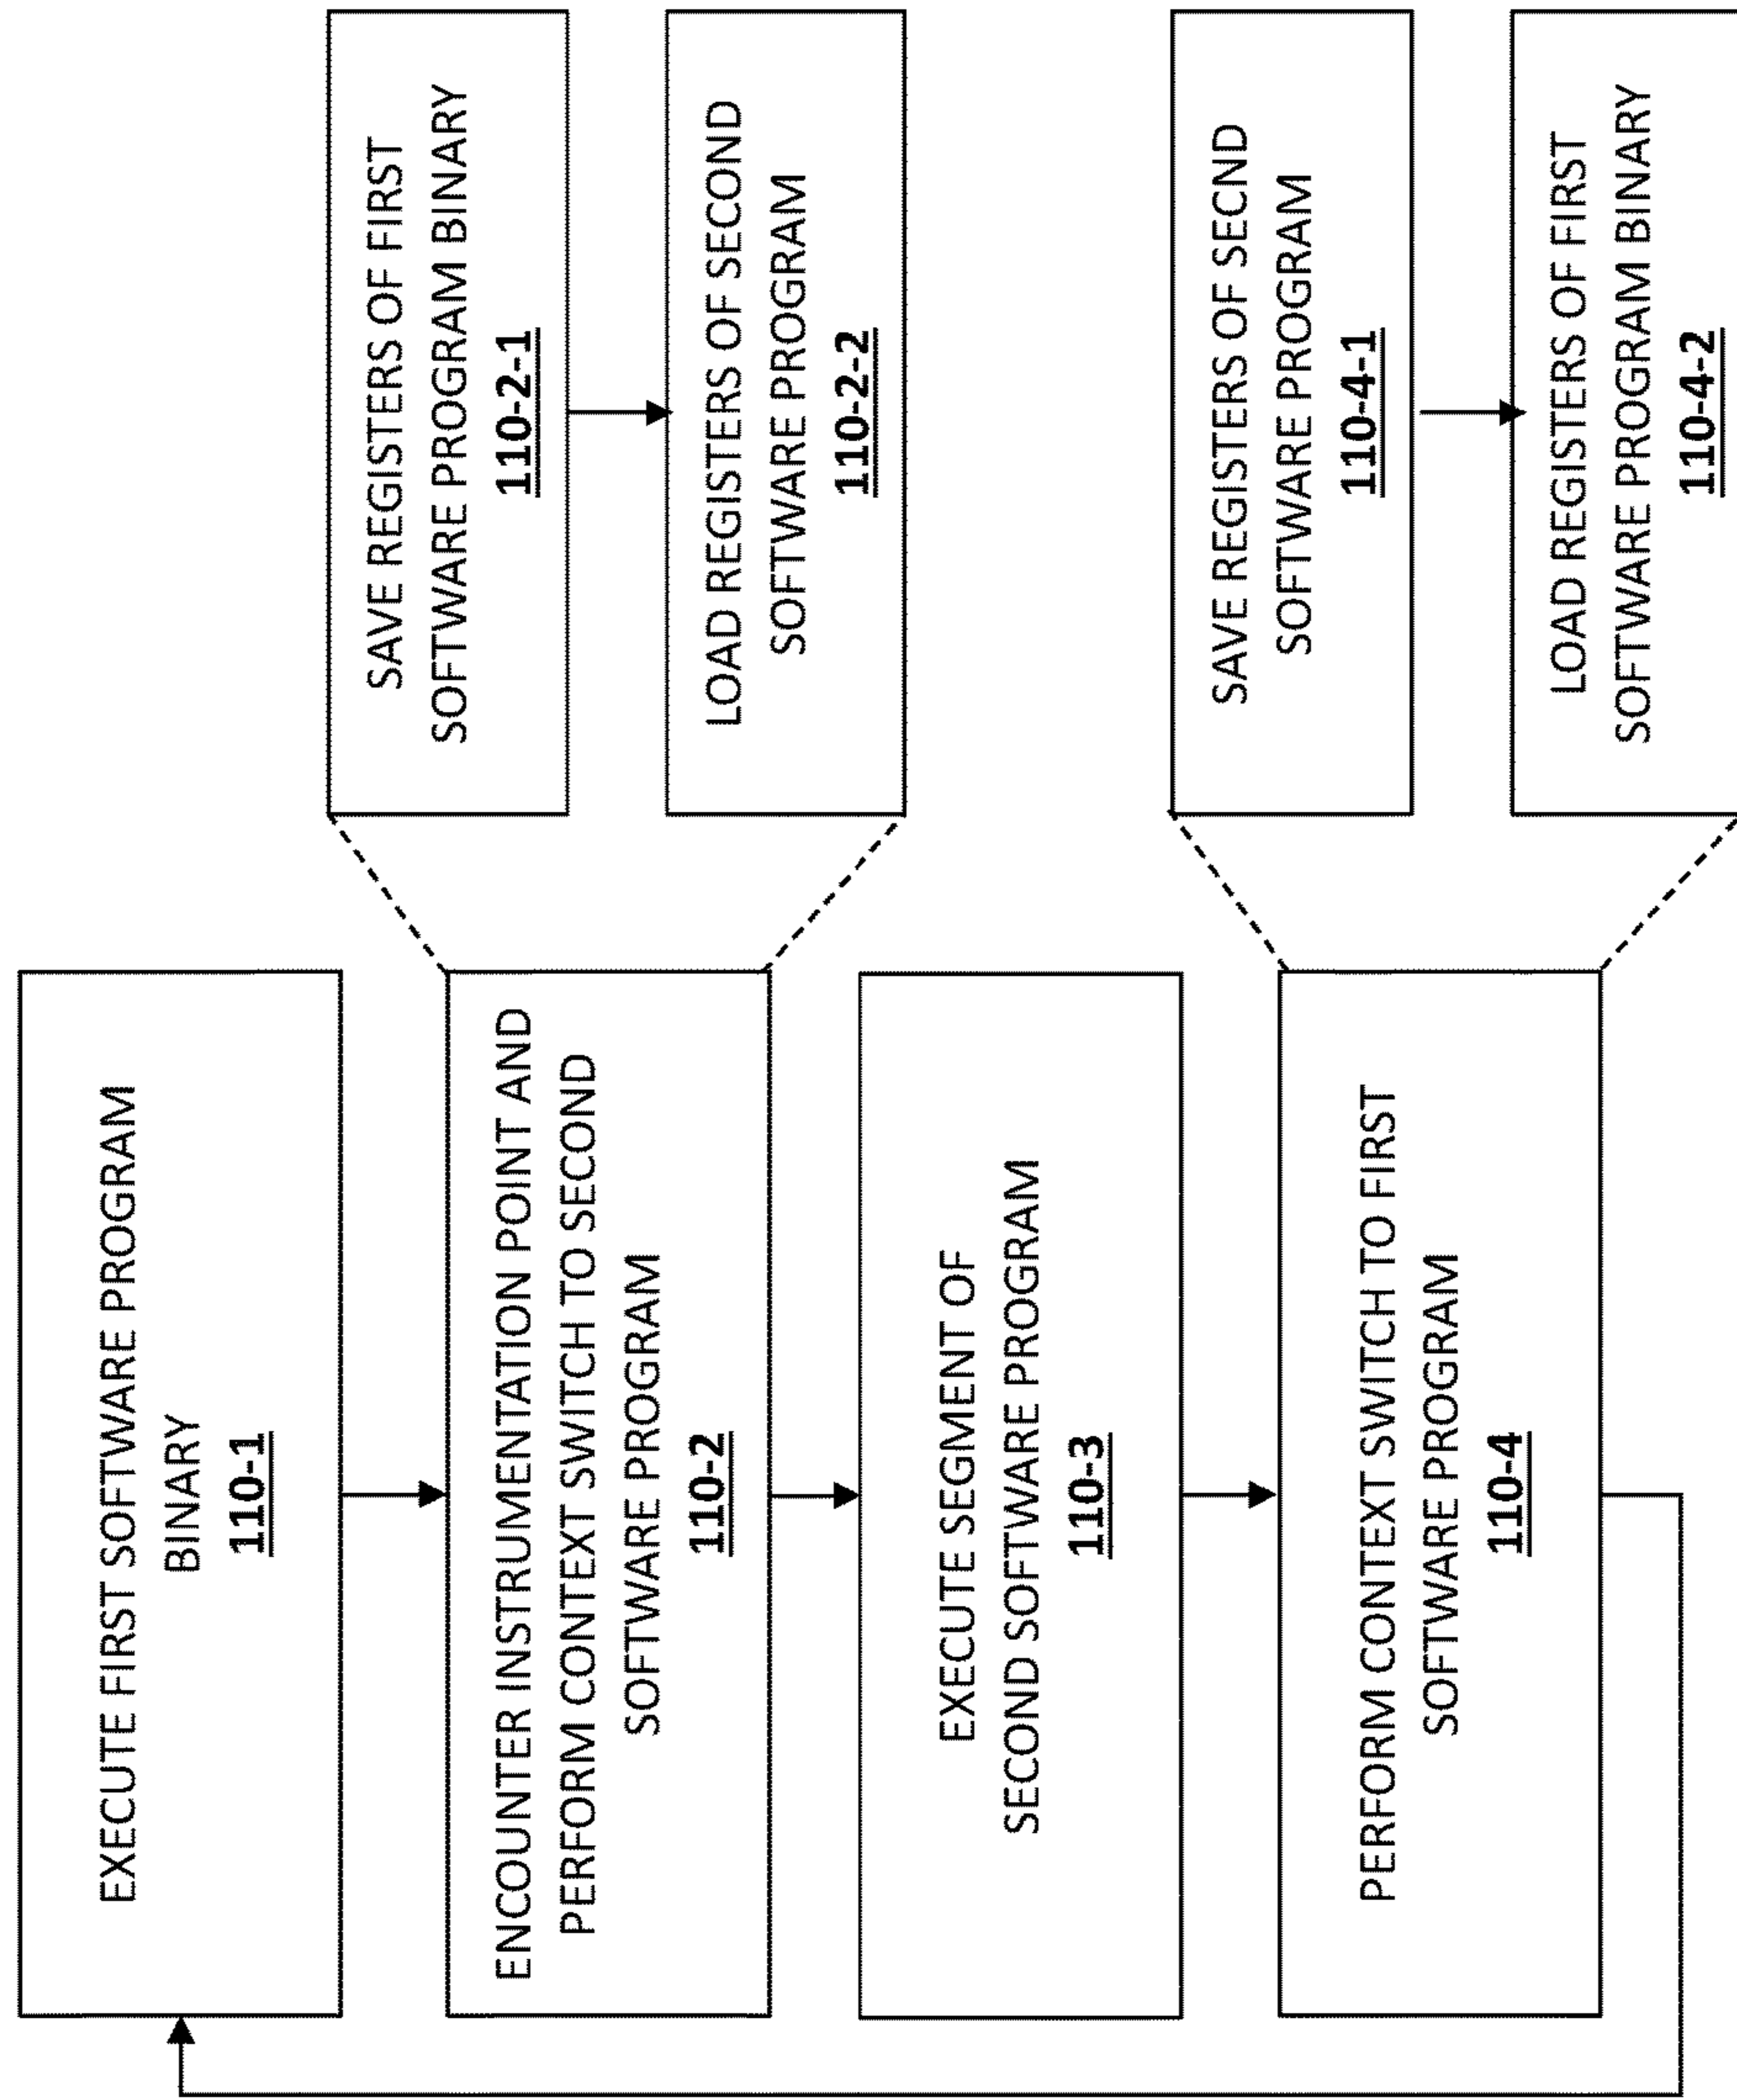 EXECUTE FIRST SOFTWARE PROGRAM
BINARY
110-1
ENCOUNTER INSTRUMENTATION POINT AND
PERFORM CONTEXT SWITCH TO SECOND
SOFTWARE PROGRAM
110-2
EXECUTE SEGMENT OF
SECOND SOFTWARE PROGRAM
110-3
PERFORM CONTEXT SWITCH TO FIRST
SOFTWARE PROGRAM
110-4
SAVE REGISTERS OF FIRST
SOFTWARE PROGRAM BINARY
110-2-1
LOAD REGISTERS OF SECOND
SOFTWARE PROGRAM
110-2-2
SAVE REGISTERS OF SECND
SOFTWARE PROGRAM
110-4-1
LOAD REGISTERS OF FIRST
SOFTWARE PROGRAM BINARY
110-4-2